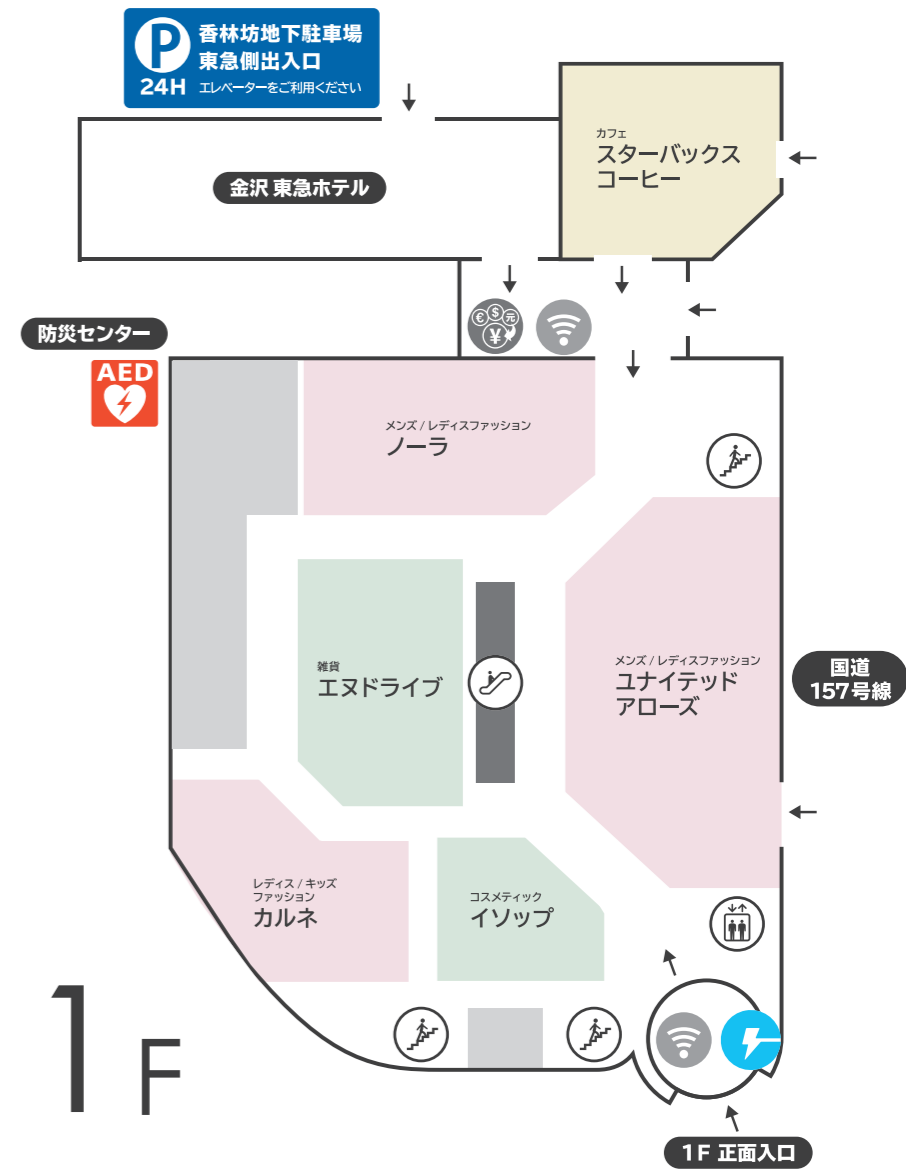 P
24H
香林坊地下駐車場
東急側出入口
エレベーターをご利用ください
カフェ
スターバックス
コーヒー
金沢 東急ホテル
€ $ 元
¥
防災センター
AED
メンズ / レディスファッション
ノーラ
雑貨
エヌドライブ
メンズ / レディスファッション
ユナイテッド
アローズ
国道
157号線
レディス / キッズ
ファッション
カルネ
コスメティック
イソップ
1F
1F 正面入口